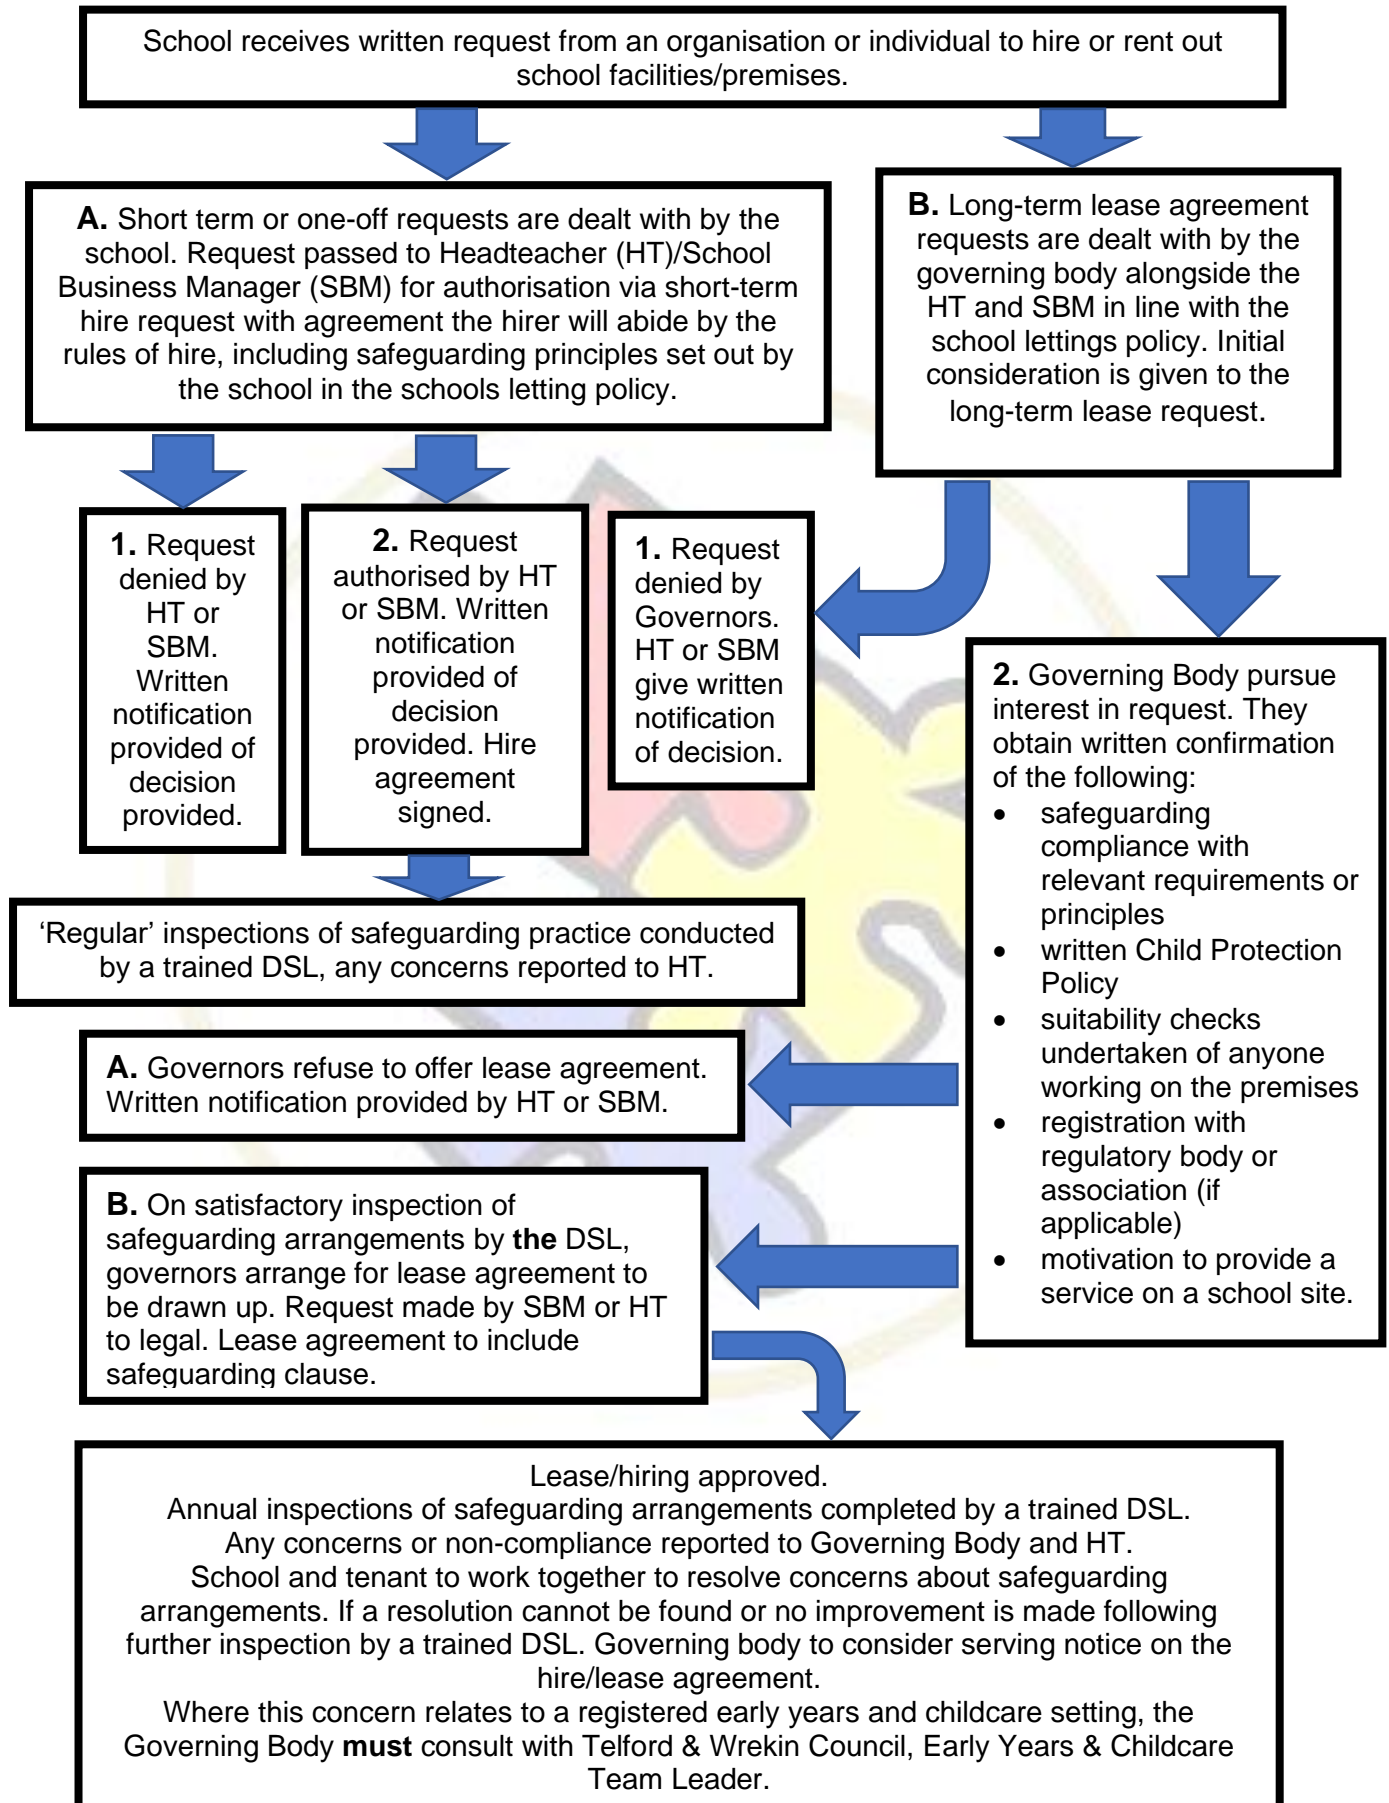 School receives written request from an organisation or individual to hire or rent out
school facilities/premises.
A. Short term or one-off requests are dealt with by the
school. Request passed to Headteacher (HT)/School
Business Manager (SBM) for authorisation via short-term
hire request with agreement the hirer will abide by the
rules of hire, including safeguarding principles set out by
the school in the schools letting policy.
B. Long-term lease agreement
requests are dealt with by the
governing body alongside the
HT and SBM in line with the
school lettings policy. Initial
consideration is given to the
long-term lease request.
1. Request
denied by
HT or
SBM.
Written
notification
provided of
decision
provided.
2. Request
authorised by HT
or SBM. Written
notification
provided of
decision
provided. Hire
agreement
signed.
1. Request
denied by
Governors.
HT or SBM
give written
notification
of decision.
2. Governing Body pursue
interest in request. They
obtain written confirmation
of the following:
• safeguarding
compliance with
relevant requirements or
principles
• written Child Protection
Policy
• suitability checks
undertaken of anyone
working on the premises
• registration with
regulatory body or
association (if
applicable)
• motivation to provide a
service on a school site.
‘Regular’ inspections of safeguarding practice conducted
by a trained DSL, any concerns reported to HT.
A. Governors refuse to offer lease agreement.
Written notification provided by HT or SBM.
B. On satisfactory inspection of
safeguarding arrangements by the DSL,
governors arrange for lease agreement to
be drawn up. Request made by SBM or HT
to legal. Lease agreement to include
safeguarding clause.
Lease/hiring approved.
Annual inspections of safeguarding arrangements completed by a trained DSL.
Any concerns or non-compliance reported to Governing Body and HT.
School and tenant to work together to resolve concerns about safeguarding
arrangements. If a resolution cannot be found or no improvement is made following
further inspection by a trained DSL. Governing body to consider serving notice on the
hire/lease agreement.
Where this concern relates to a registered early years and childcare setting, the
Governing Body must consult with Telford & Wrekin Council, Early Years & Childcare
Team Leader.